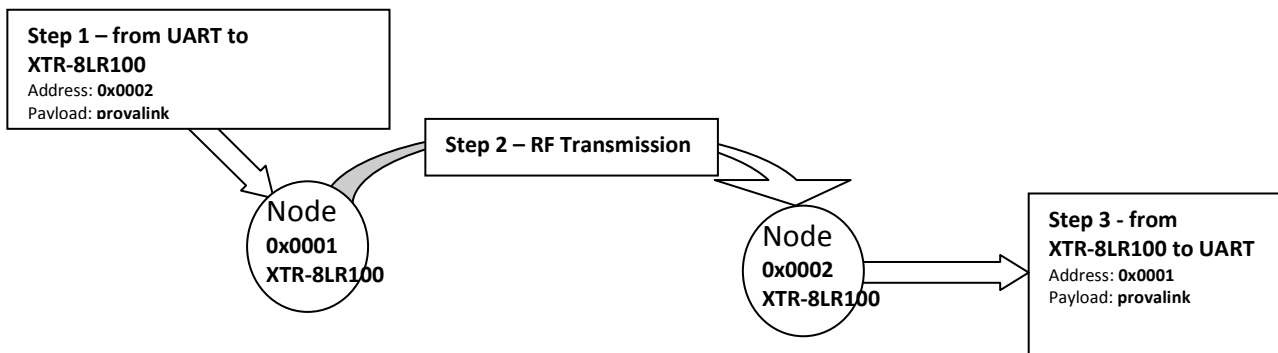 Step 1 – from UART to
XTR-8LR100
Address: 0x0002
Payload: provalink
Step 2 – RF Transmission
Node
0x0001
XTR-8LR100
Node
0x0002
XTR-8LR100
Step 3 - from
XTR-8LR100 to UART
Address: 0x0001
Payload: provalink